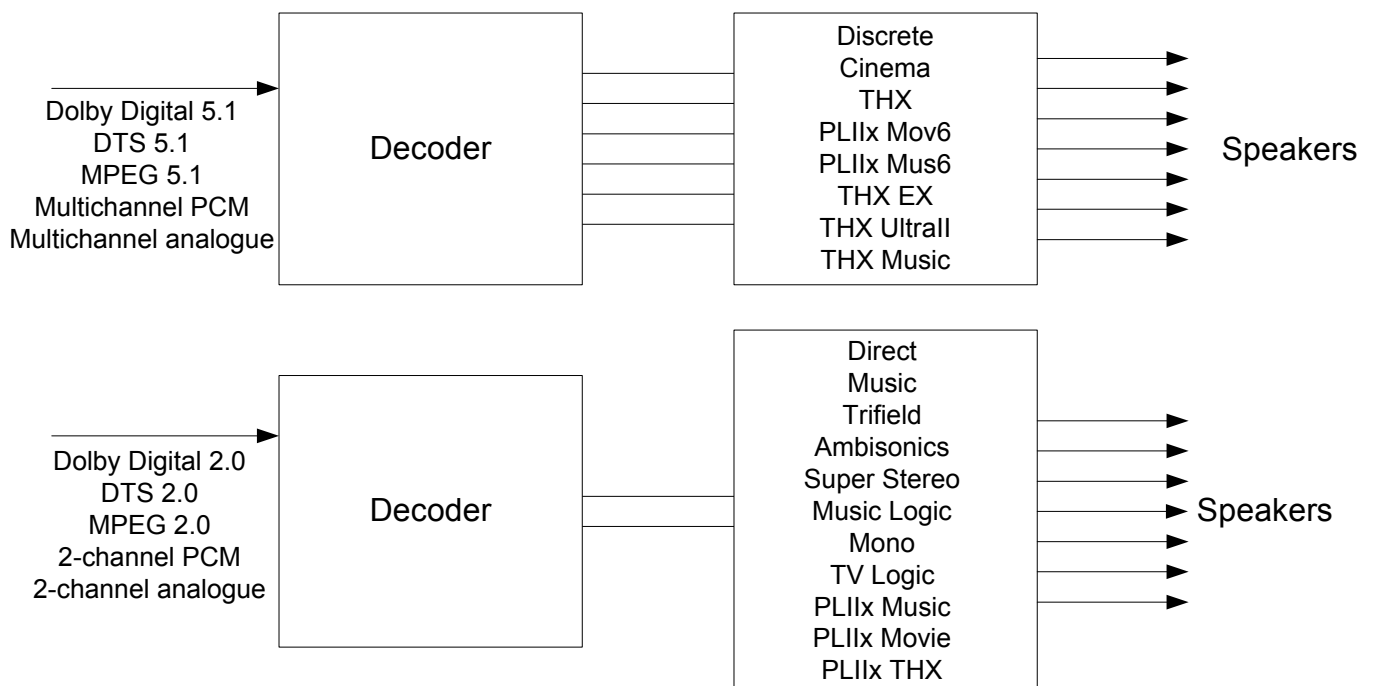 Dolby Digital 5.1
DTS 5.1
MPEG 5.1
Multichannel PCM
Multichannel analogue
Decoder
Discrete
Cinema
THX
PLIIx Mov6
PLIIx Mus6
THX EX
THX UltraII
THX Music
Speakers
Dolby Digital 2.0
DTS 2.0
MPEG 2.0
2-channel PCM
2-channel analogue
Decoder
Direct
Music
Trifield
Ambisonics
Super Stereo
Music Logic
Mono
TV Logic
PLIIx Music
PLIIx Movie
PLIIx THX
Speakers